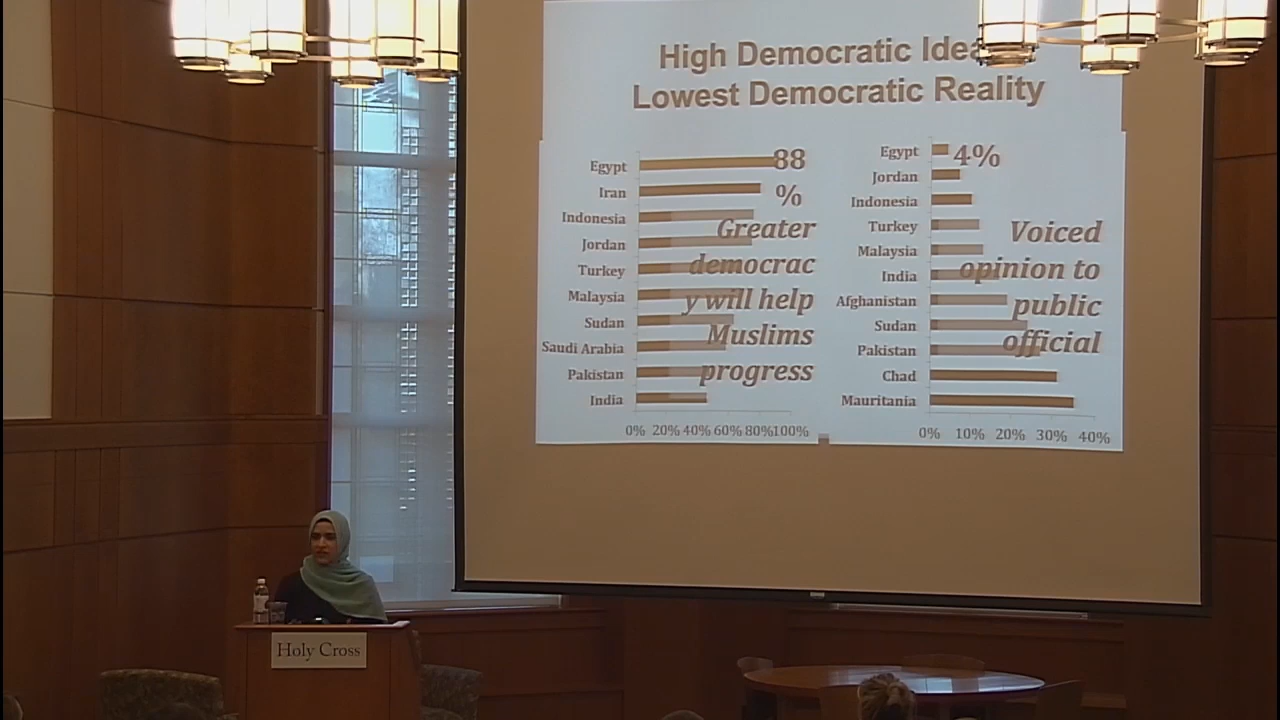 High Democratic Idea
Lowest Democratic Reality
Egypt
Iran
Indonesia
Jordan
Turkey
Malaysia
Sudan
Saudi Arabia
Pakistan
India
88
%
Greater
democrac
y will help
Muslims
progress
0% 20% 40% 60% 80%100%
Egypt
Jordan
Indonesia
Turkey
Malaysia
India
Afghanistan
Sudan
Pakistan
Chad
Mauritania
4%
Voiced
opinion to
public
official
0% 10% 20% 30% 40%
Holy Cross